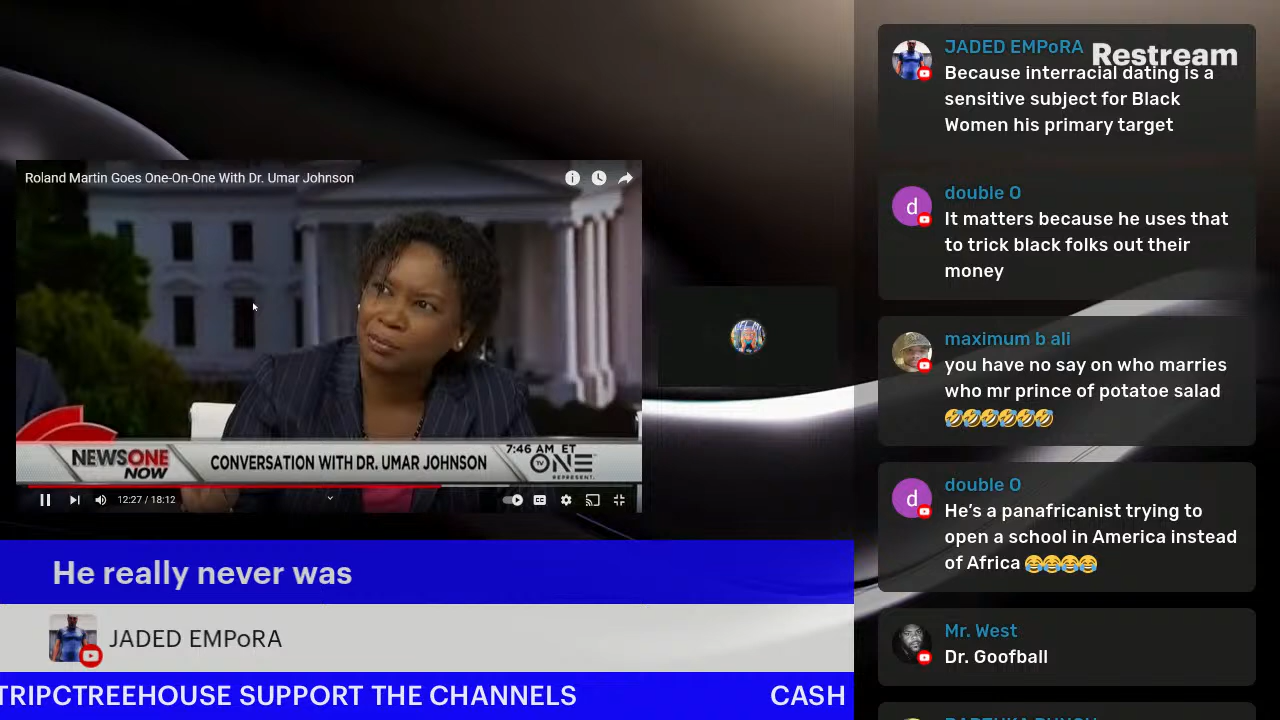 Roland Martin Goes One-On-One With Dr. Umar Johnson
NEWSONE
NOW
CONVERSATION WITH DR. UMAR JOHNSON
7:46 AM ET
tv ONE
REPRESENT.
12:27 / 18:12
CC
He really never was
JADED EMPoRA
TRIPCTREEHOUSE SUPPORT THE CHANNELS
CASH
Restream
JADED EMPoRA
Because interracial dating is a
sensitive subject for Black
Women his primary target
d
double O
It matters because he uses that
to trick black folks out their
money
maximum b ali
you have no say on who marries
who mr prince of potatoe salad
🤣🤣🤣🤣🤣🤣
d
double O
He's a panafricanist trying to
open a school in America instead
of Africa 😂😂😂😂
Mr. West
Dr. Goofball